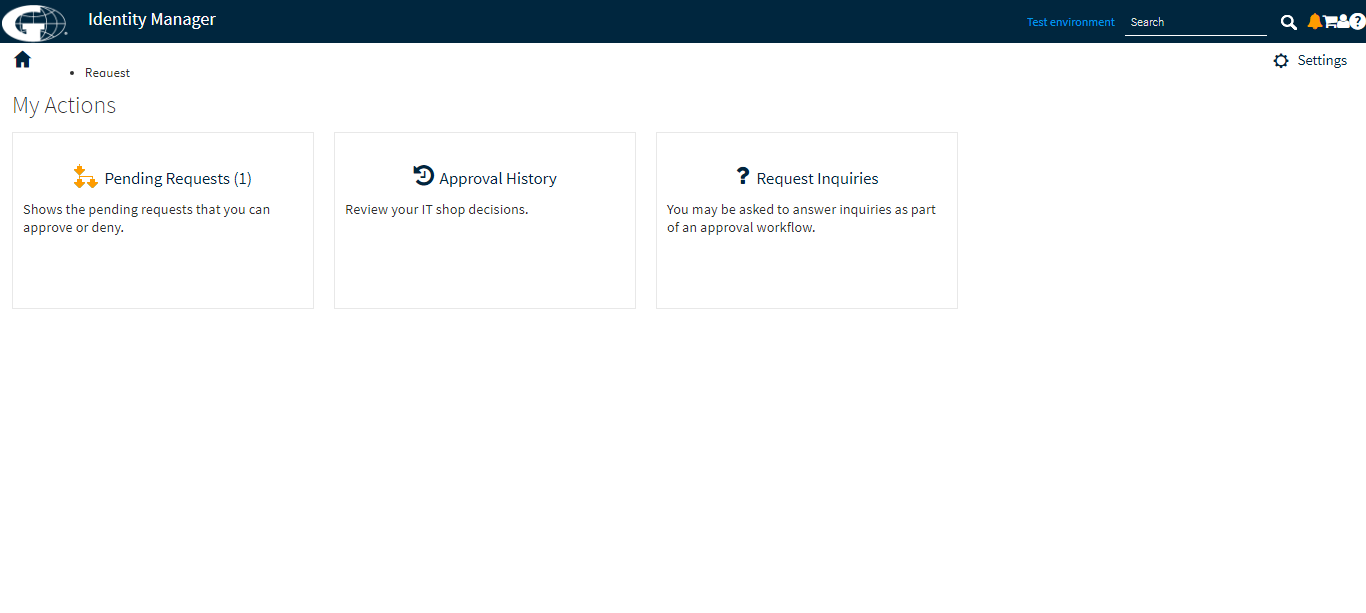 Identity Manager
Test environment
Search
Settings
Request
My Actions
Pending Requests (1)
Shows the pending requests that you can
approve or deny.
Approval History
Review your IT shop decisions.
? Request Inquiries
You may be asked to answer inquiries as part
of an approval workflow.